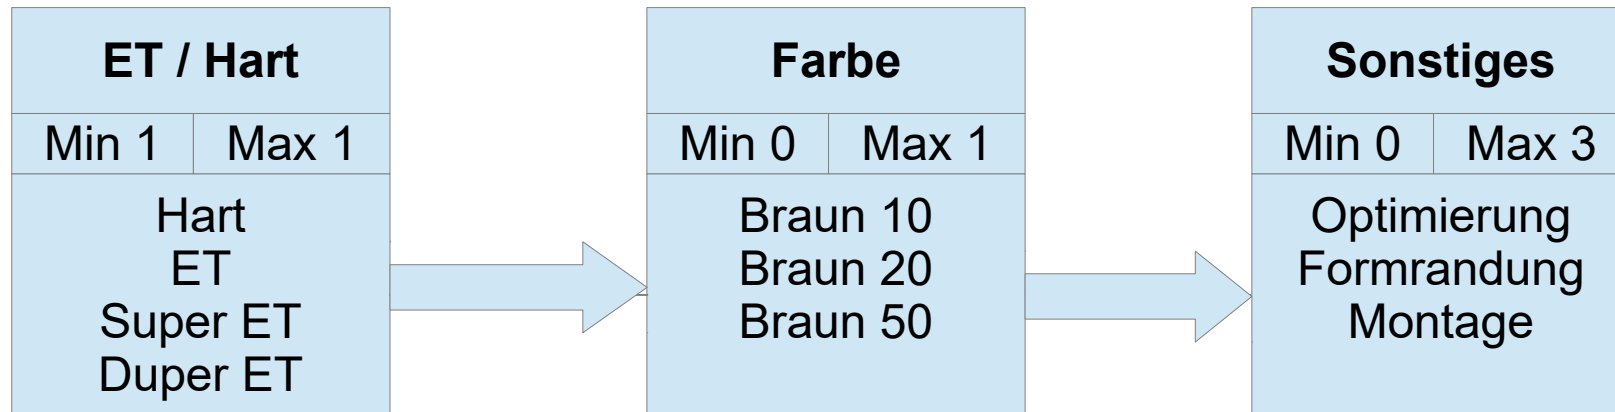 ET / Hart
Min 1
Max 1
Hart
ET
Super ET
Duper ET
Farbe
Min 0
Max 1
Braun 10
Braun 20
Braun 50
Sonstiges
Min 0
Max 3
Optimierung
Formrandung
Montage